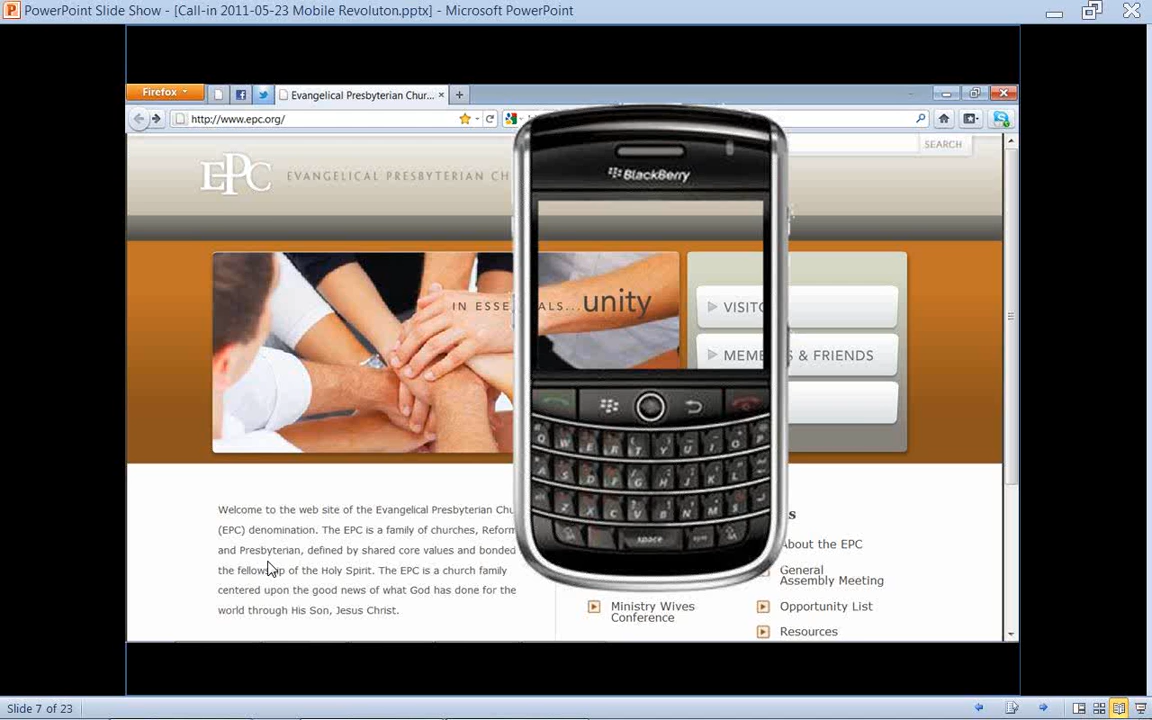 PowerPoint Slide Show - [Call-in 2011-05-23 Mobile Revoluton.pptx] - Microsoft PowerPoint
Firefox
Evangelical Presbyterian Chur...
http://www.epc.org/
SEARCH
EPC EVANGELICAL PRESBYTERIAN CH
BlackBerry
IN ESSE ALS... unity
VISITO
MEMB S & FRIENDS
Q W E R T Y U I O P
A S D F G H J K L
Z X C V B N M
space
sym
Welcome to the web site of the Evangelical Presbyterian Chu
(EPC) denomination. The EPC is a family of churches, Reform
and Presbyterian, defined by shared core values and bonded
the fellowship of the Holy Spirit. The EPC is a church family
centered upon the good news of what God has done for the
world through His Son, Jesus Christ.
s
About the EPC
General
Assembly Meeting
Ministry Wives
Conference
Opportunity List
Resources
Slide 7 of 23